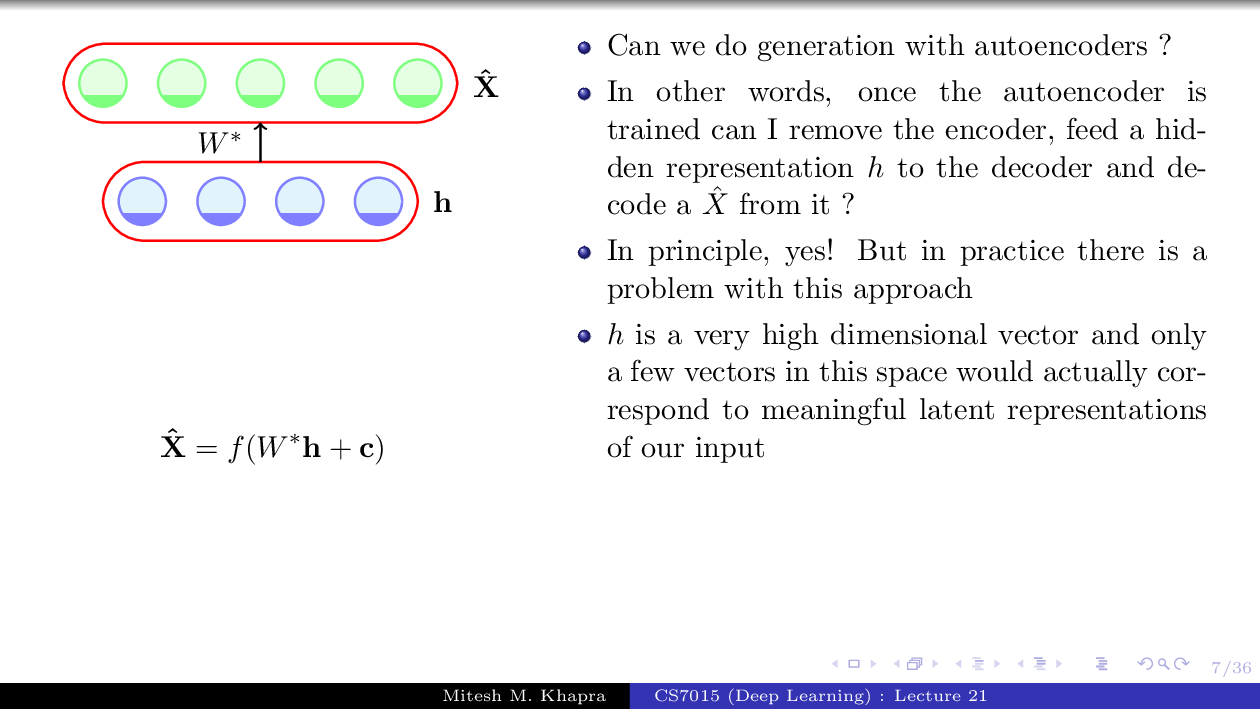 X̂
W*
h
X̂ = f(W*h + c)
Can we do generation with autoencoders ?
In other words, once the autoencoder is
trained can I remove the encoder, feed a hid-
den representation h to the decoder and de-
code a X̂ from it ?
In principle, yes! But in practice there is a
problem with this approach
h is a very high dimensional vector and only
a few vectors in this space would actually cor-
respond to meaningful latent representations
of our input
7/36
Mitesh M. Khapra
CS7015 (Deep Learning) : Lecture 21